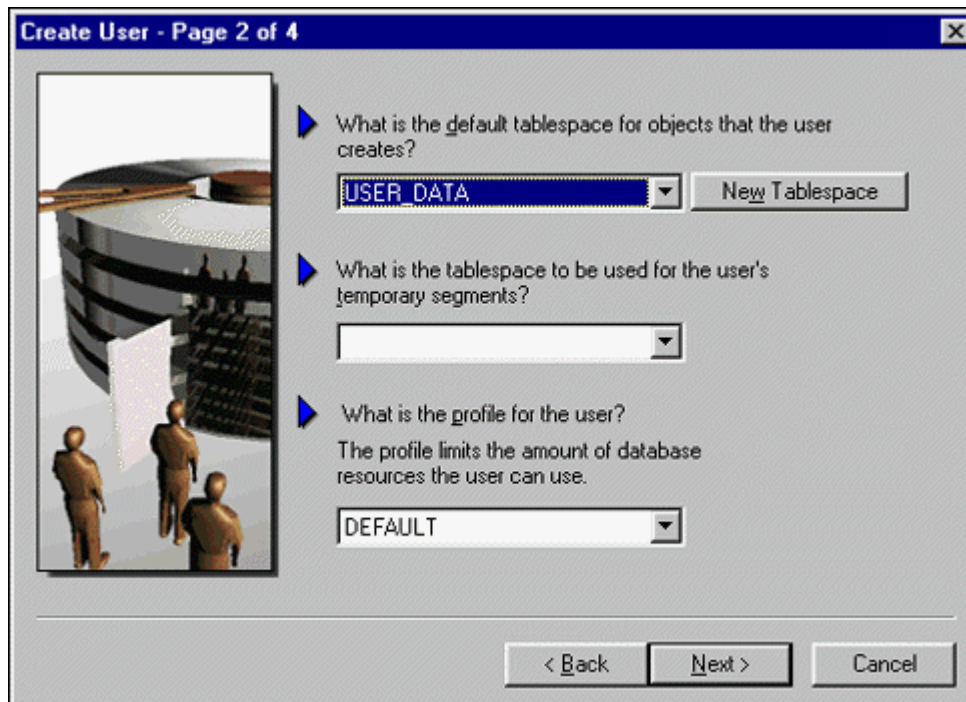 Create User - Page 2 of 4
What is the default tablespace for objects that the user
creates?
USER_DATA
New Tablespace
What is the tablespace to be used for the user's
temporary segments?
What is the profile for the user?
The profile limits the amount of database
resources the user can use.
DEFAULT
< Back
Next >
Cancel